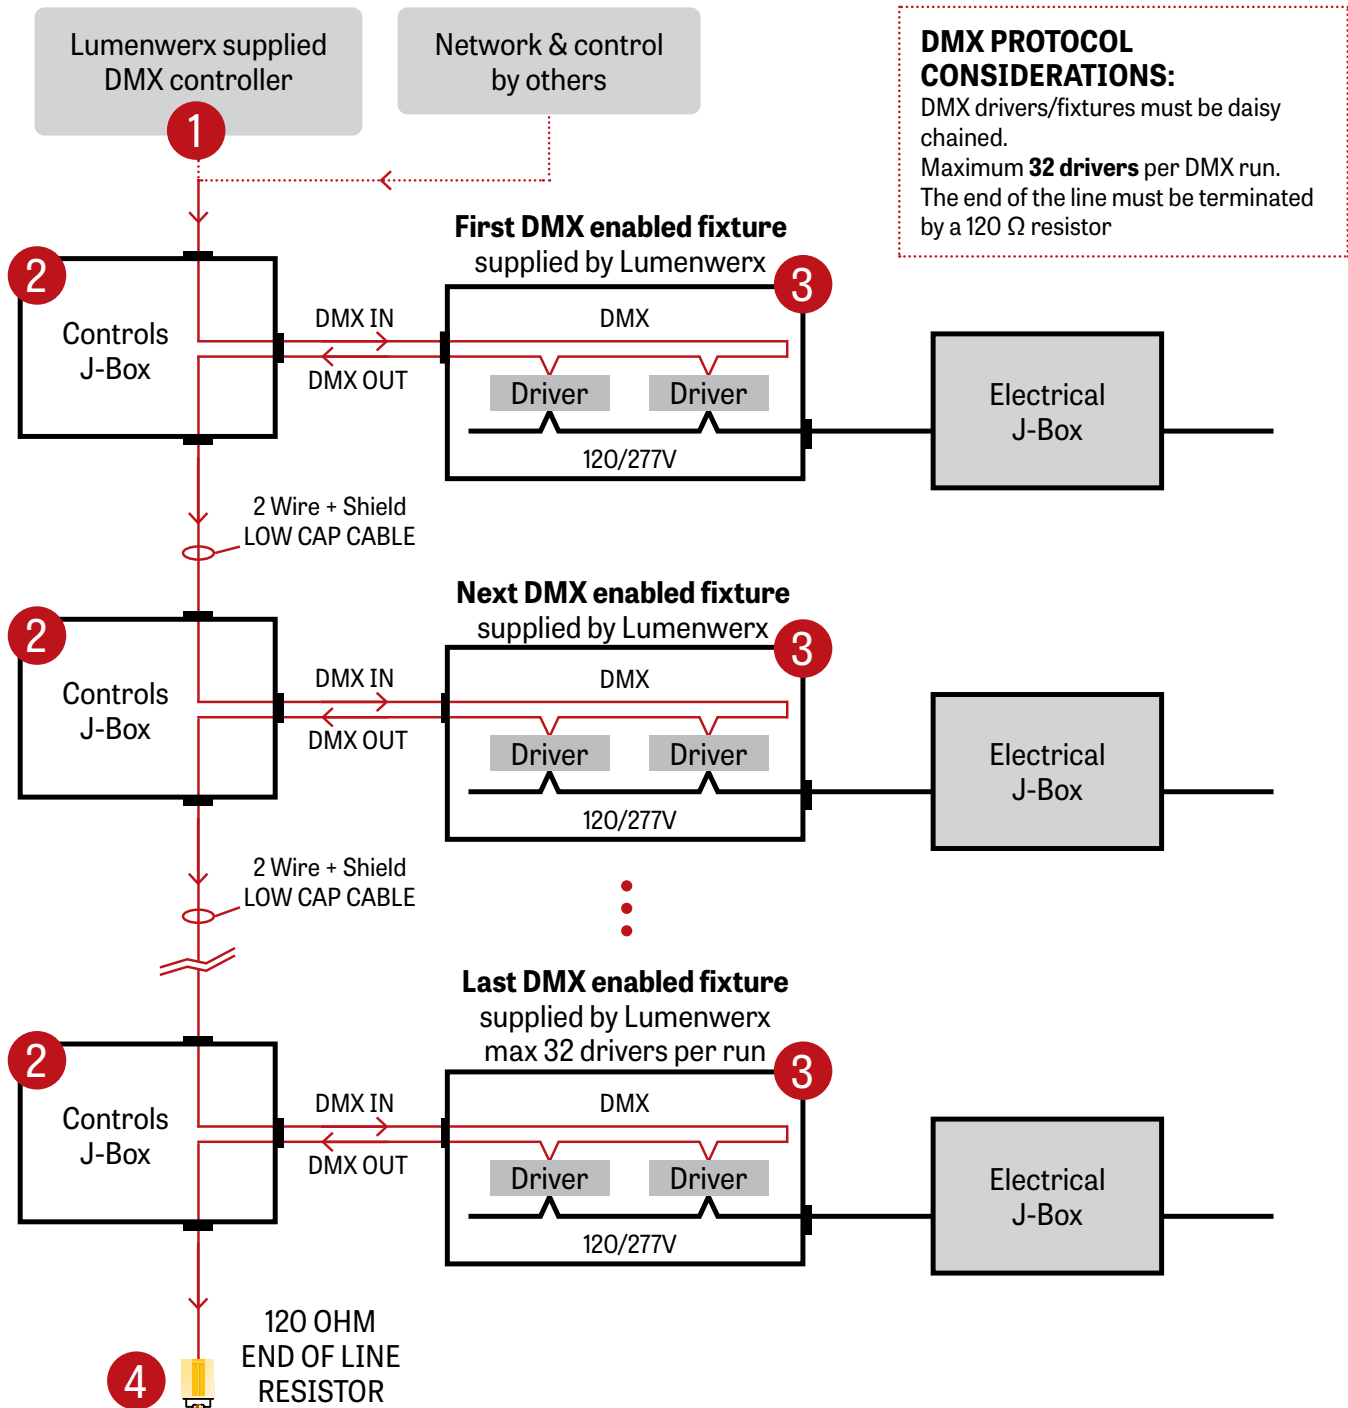 Lumenwerx supplied
DMX controller
1
Network & control
by others
DMX PROTOCOL
CONSIDERATIONS:
DMX drivers/fixtures must be daisy
chained.
Maximum 32 drivers per DMX run.
The end of the line must be terminated
by a 120 Ω resistor
First DMX enabled fixture
supplied by Lumenwerx
2
3
Controls
J-Box
DMX IN
DMX OUT
DMX
Driver
Driver
120/277V
Electrical
J-Box
2 Wire + Shield
LOW CAP CABLE
Next DMX enabled fixture
supplied by Lumenwerx
2
3
Controls
J-Box
DMX IN
DMX OUT
DMX
Driver
Driver
120/277V
Electrical
J-Box
2 Wire + Shield
LOW CAP CABLE
Last DMX enabled fixture
supplied by Lumenwerx
max 32 drivers per run
2
3
Controls
J-Box
DMX IN
DMX OUT
DMX
Driver
Driver
120/277V
Electrical
J-Box
4
120 OHM
END OF LINE
RESISTOR